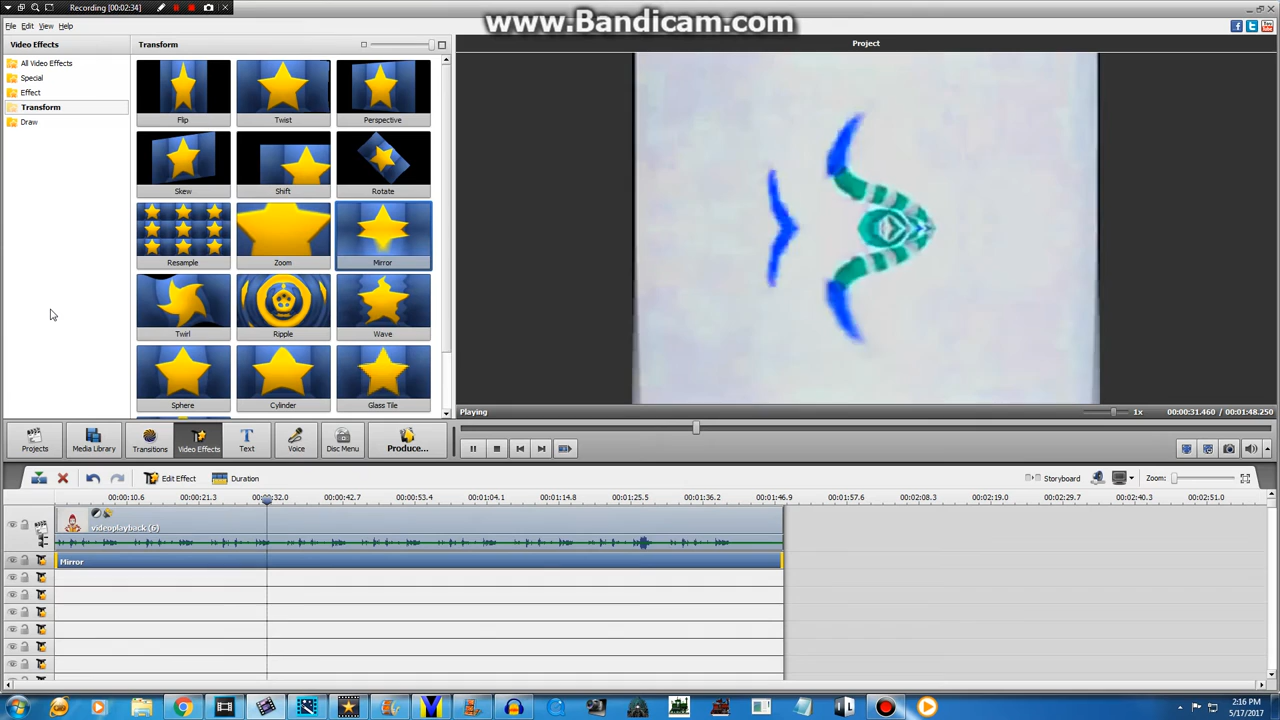 Recording [00:02:34]
www.Bandicam.com
File Edit View Help
Video Effects
Transform
Project
All Video Effects
Special
Effect
Transform
Draw
Flip
Twist
Perspective
Skew
Shift
Rotate
Resample
Zoom
Mirror
Twirl
Ripple
Wave
Sphere
Cylinder
Glass Tile
Playing
1x
00:00:31.460 / 00:01:48.250
Projects
Media Library
Transitions
Video Effects
Text
Voice
Disc Menu
Produce...
Edit Effect
Duration
Storyboard
Zoom:
00:00:10.6 00:00:21.3 00:00:32.0 00:00:42.7 00:00:53.4 00:01:04.1 00:01:14.8 00:01:25.5 00:01:36.2 00:01:46.9 00:01:57.6 00:02:08.3 00:02:19.0 00:02:29.7 00:02:40.3 00:02:51.0
videoplayback (6)
Mirror
2:16 PM
5/17/2017